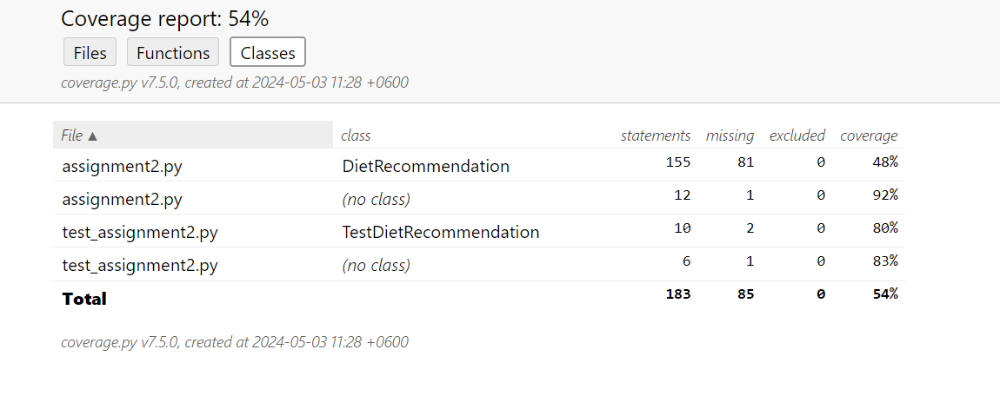 Coverage report: 54%
Files Functions Classes
coverage.py v7.5.0, created at 2024-05-03 11:28 +0600
File ▲ class statements missing excluded coverage
assignment2.py DietRecommendation 155 81 0 48%
assignment2.py (no class) 12 1 0 92%
test_assignment2.py TestDietRecommendation 10 2 0 80%
test_assignment2.py (no class) 6 1 0 83%
Total 183 85 0 54%
coverage.py v7.5.0, created at 2024-05-03 11:28 +0600